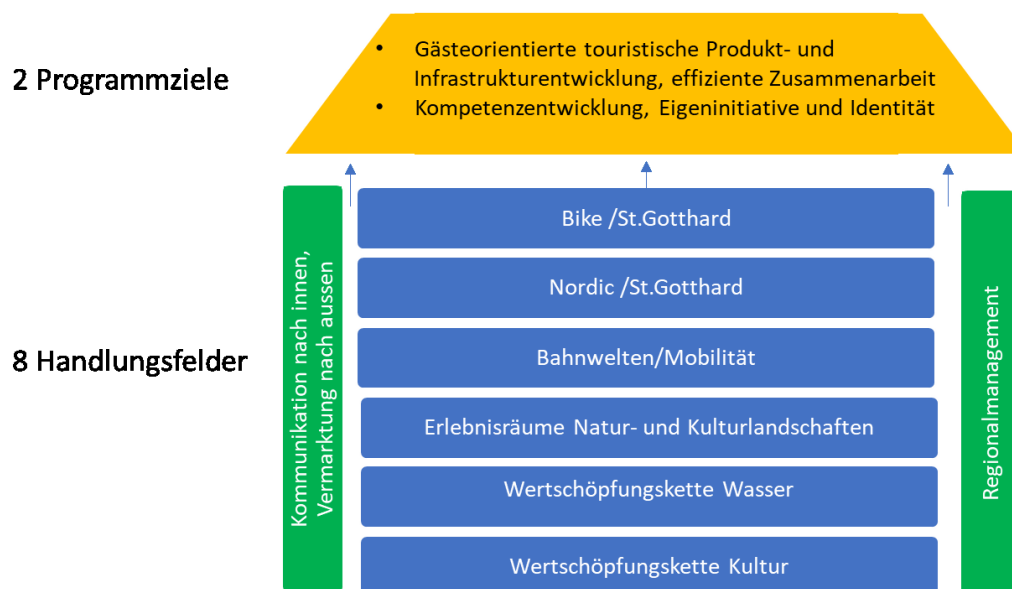 2 Programmziele
• Gästeorientierte touristische Produkt- und
Infrastrukturentwicklung, effiziente Zusammenarbeit
• Kompetenzentwicklung, Eigeninitiative und Identität
8 Handlungsfelder
Kommunikation nach innen,
Vermarktung nach aussen
Bike /St.Gotthard
Nordic /St.Gotthard
Bahnwelten/Mobilität
Erlebnisräume Natur- und Kulturlandschaften
Wertschöpfungskette Wasser
Wertschöpfungskette Kultur
Regionalmanagement